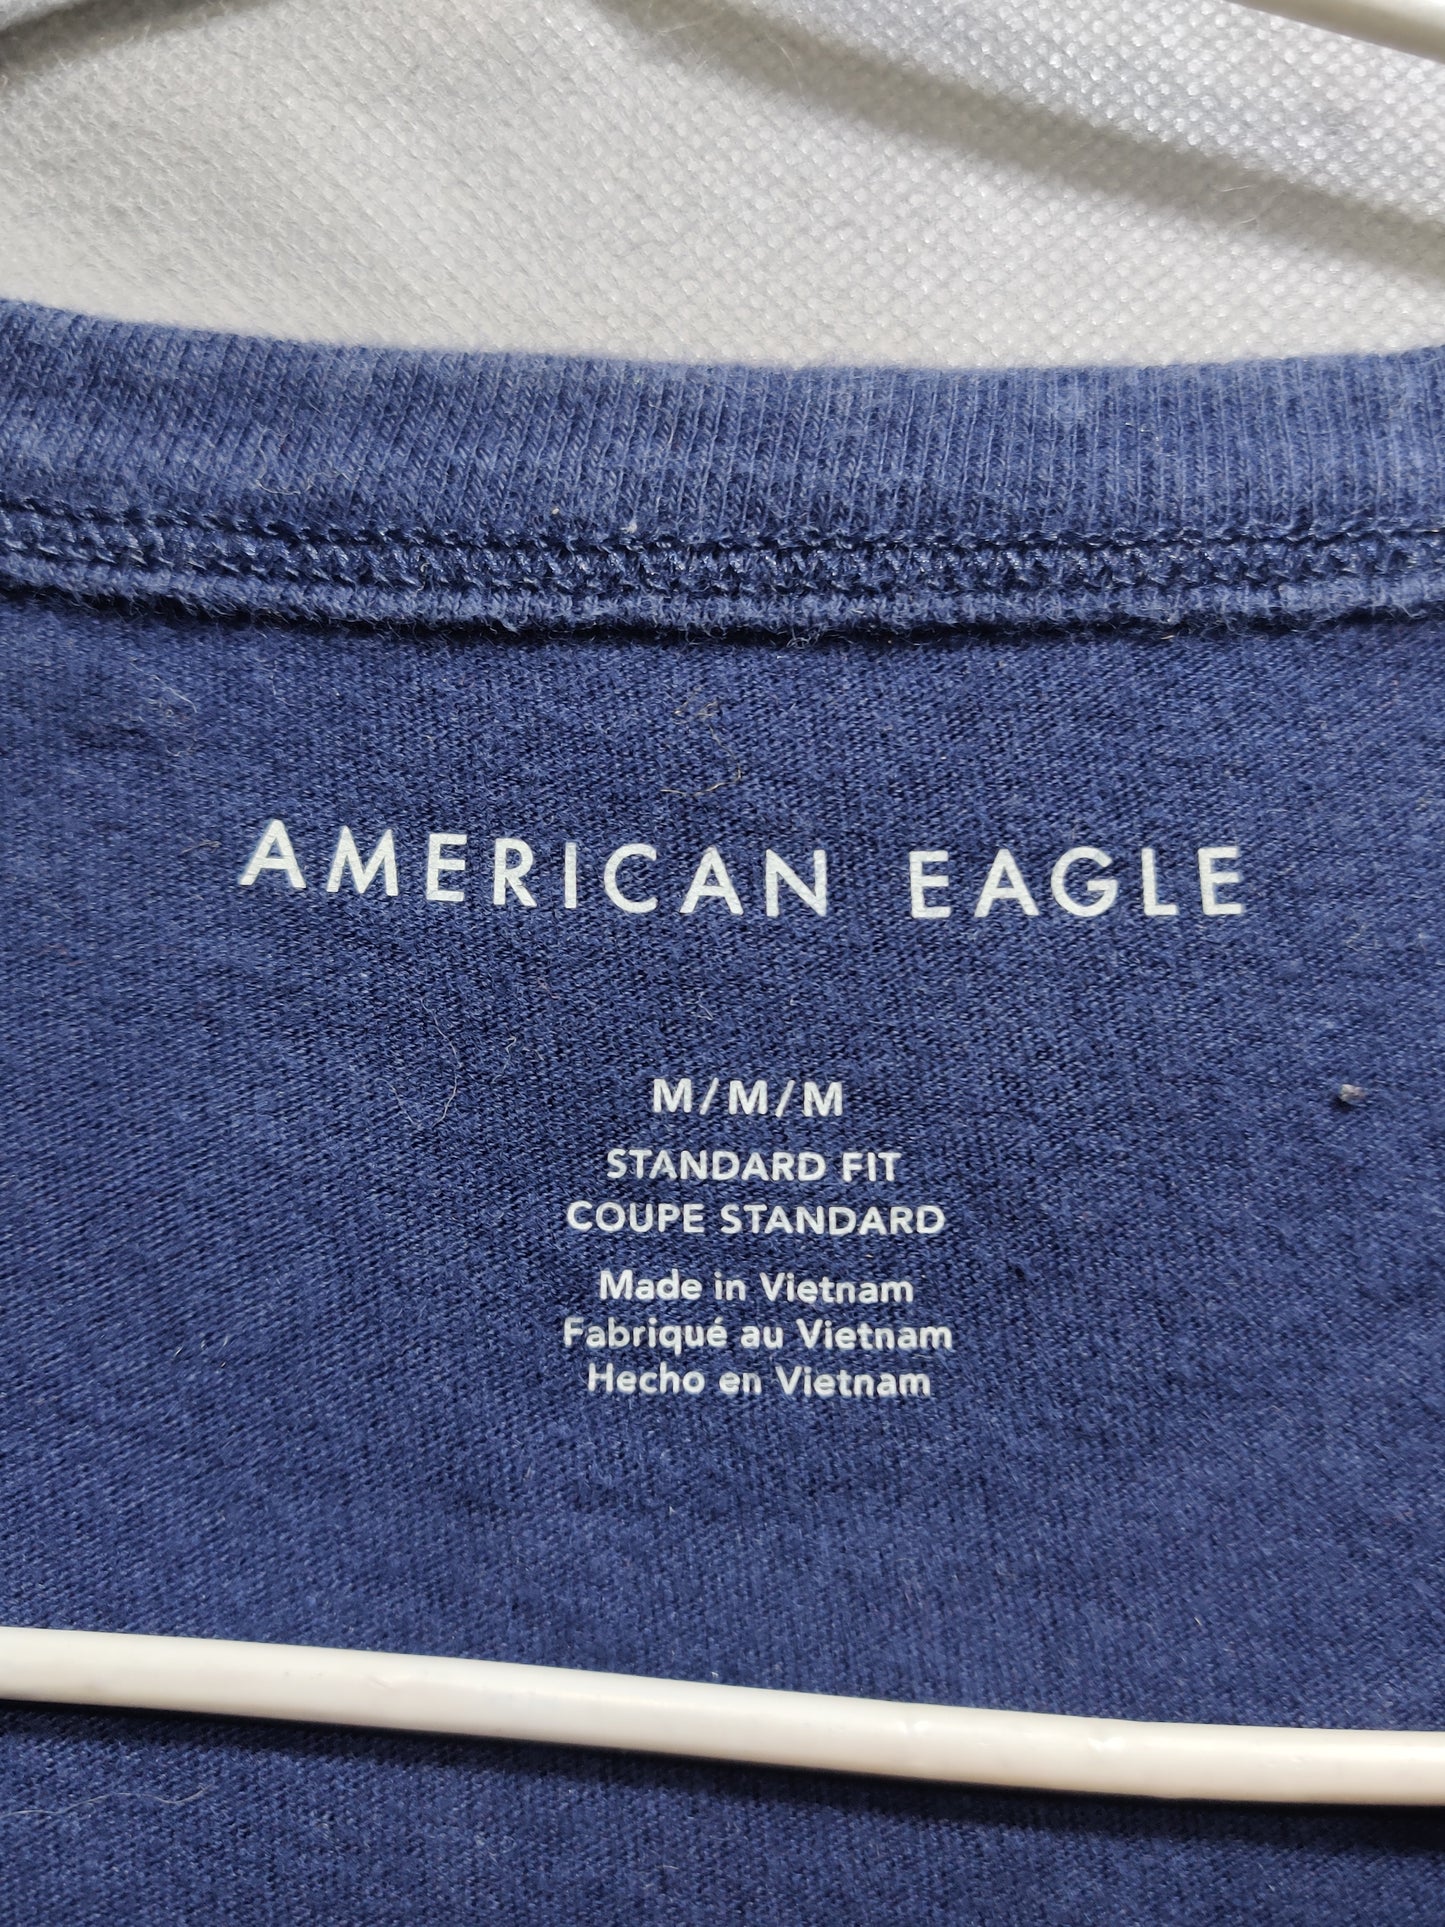 AMERICAN EAGLE
M/M/M
STANDARD FIT
COUPE STANDARD
Made in Vietnam
Fabriqué au Vietnam
Hecho en Vietnam